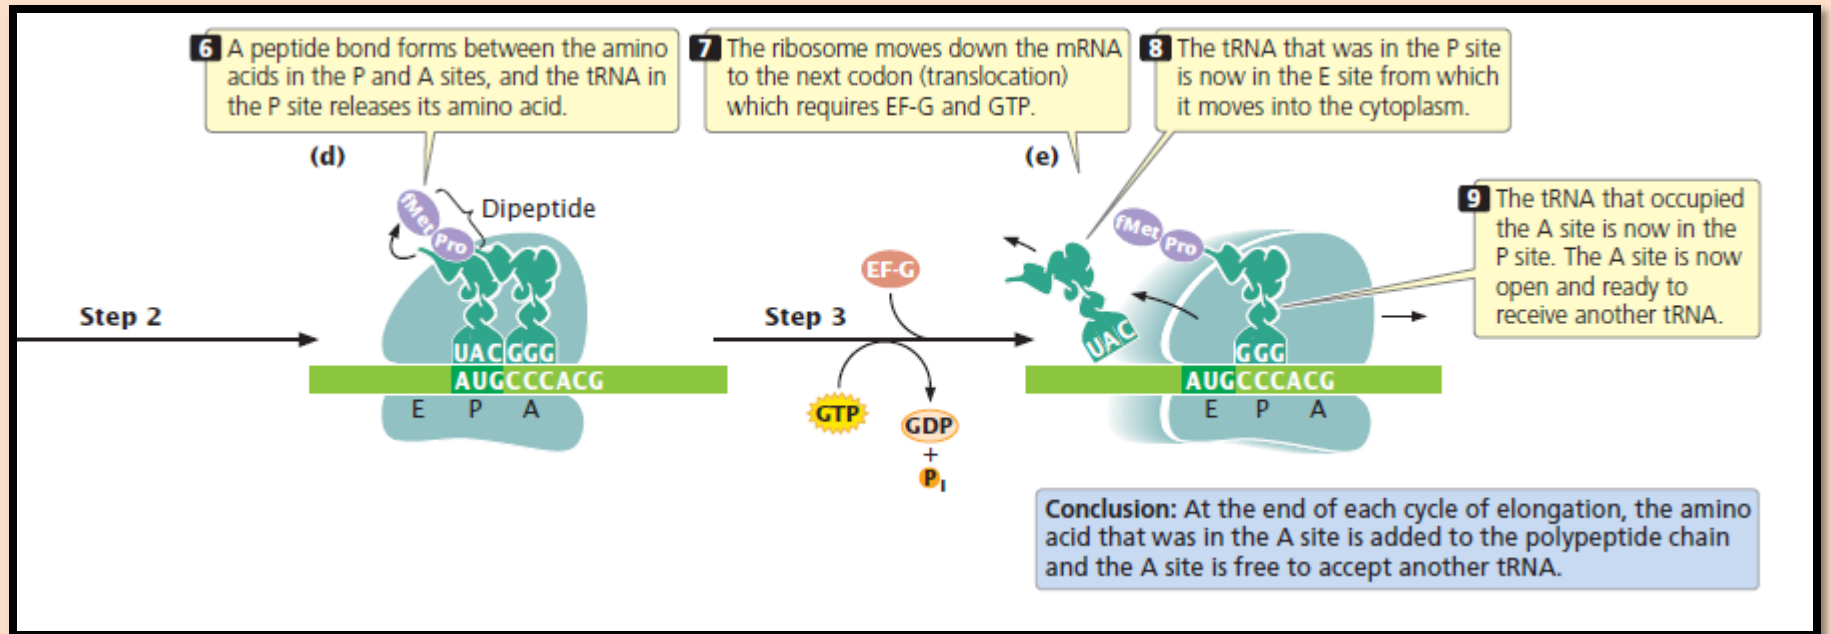 6 A peptide bond forms between the amino
acids in the P and A sites, and the tRNA in
the P site releases its amino acid.
7 The ribosome moves down the mRNA
to the next codon (translocation)
which requires EF-G and GTP.
8 The tRNA that was in the P site
is now in the E site from which
it moves into the cytoplasm.
(d)
(e)
9 The tRNA that occupied
the A site is now in the
P site. The A site is now
open and ready to
receive another tRNA.
fMet
Pro
Dipeptide
fMet
Pro
EF-G
Step 2
Step 3
UAC GGG
AUGCCCACG
E P A
GTP
GDP
+
Pi
UAC
GGG
AUGCCCACG
E P A
Conclusion: At the end of each cycle of elongation, the amino
acid that was in the A site is added to the polypeptide chain
and the A site is free to accept another tRNA.